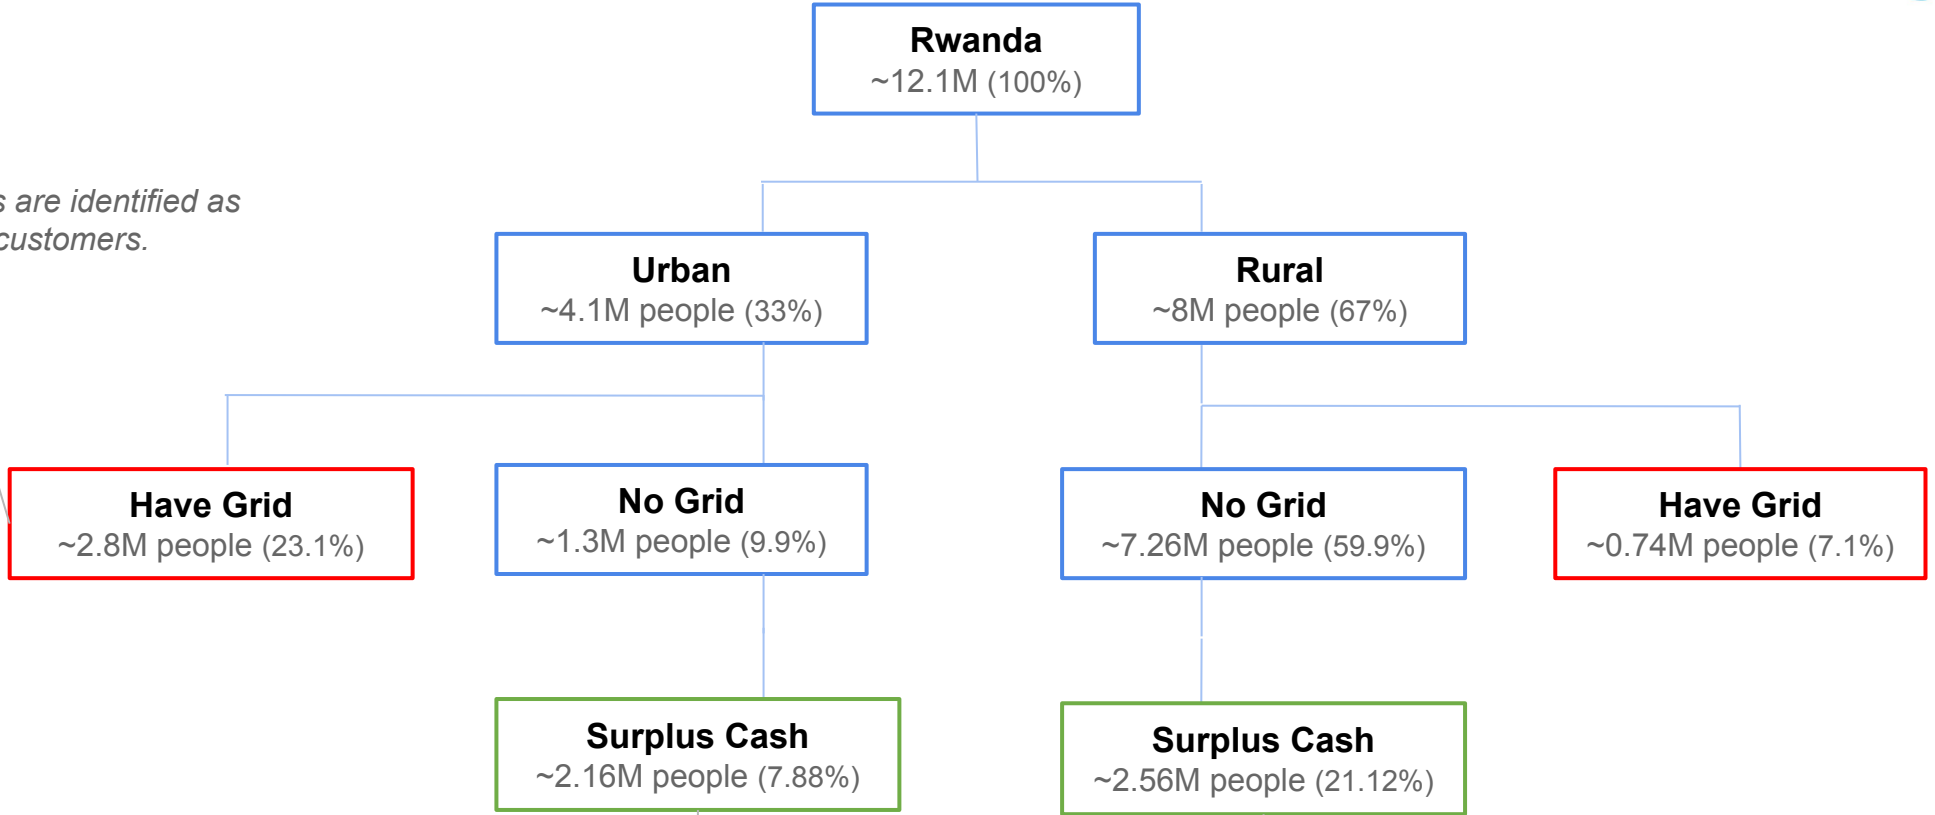 Rwanda
~12.1M (100%)
s are identified as
customers.
Urban
~4.1M people (33%)
Rural
~8M people (67%)
Have Grid
~2.8M people (23.1%)
No Grid
~1.3M people (9.9%)
No Grid
~7.26M people (59.9%)
Have Grid
~0.74M people (7.1%)
Surplus Cash
~2.16M people (7.88%)
Surplus Cash
~2.56M people (21.12%)